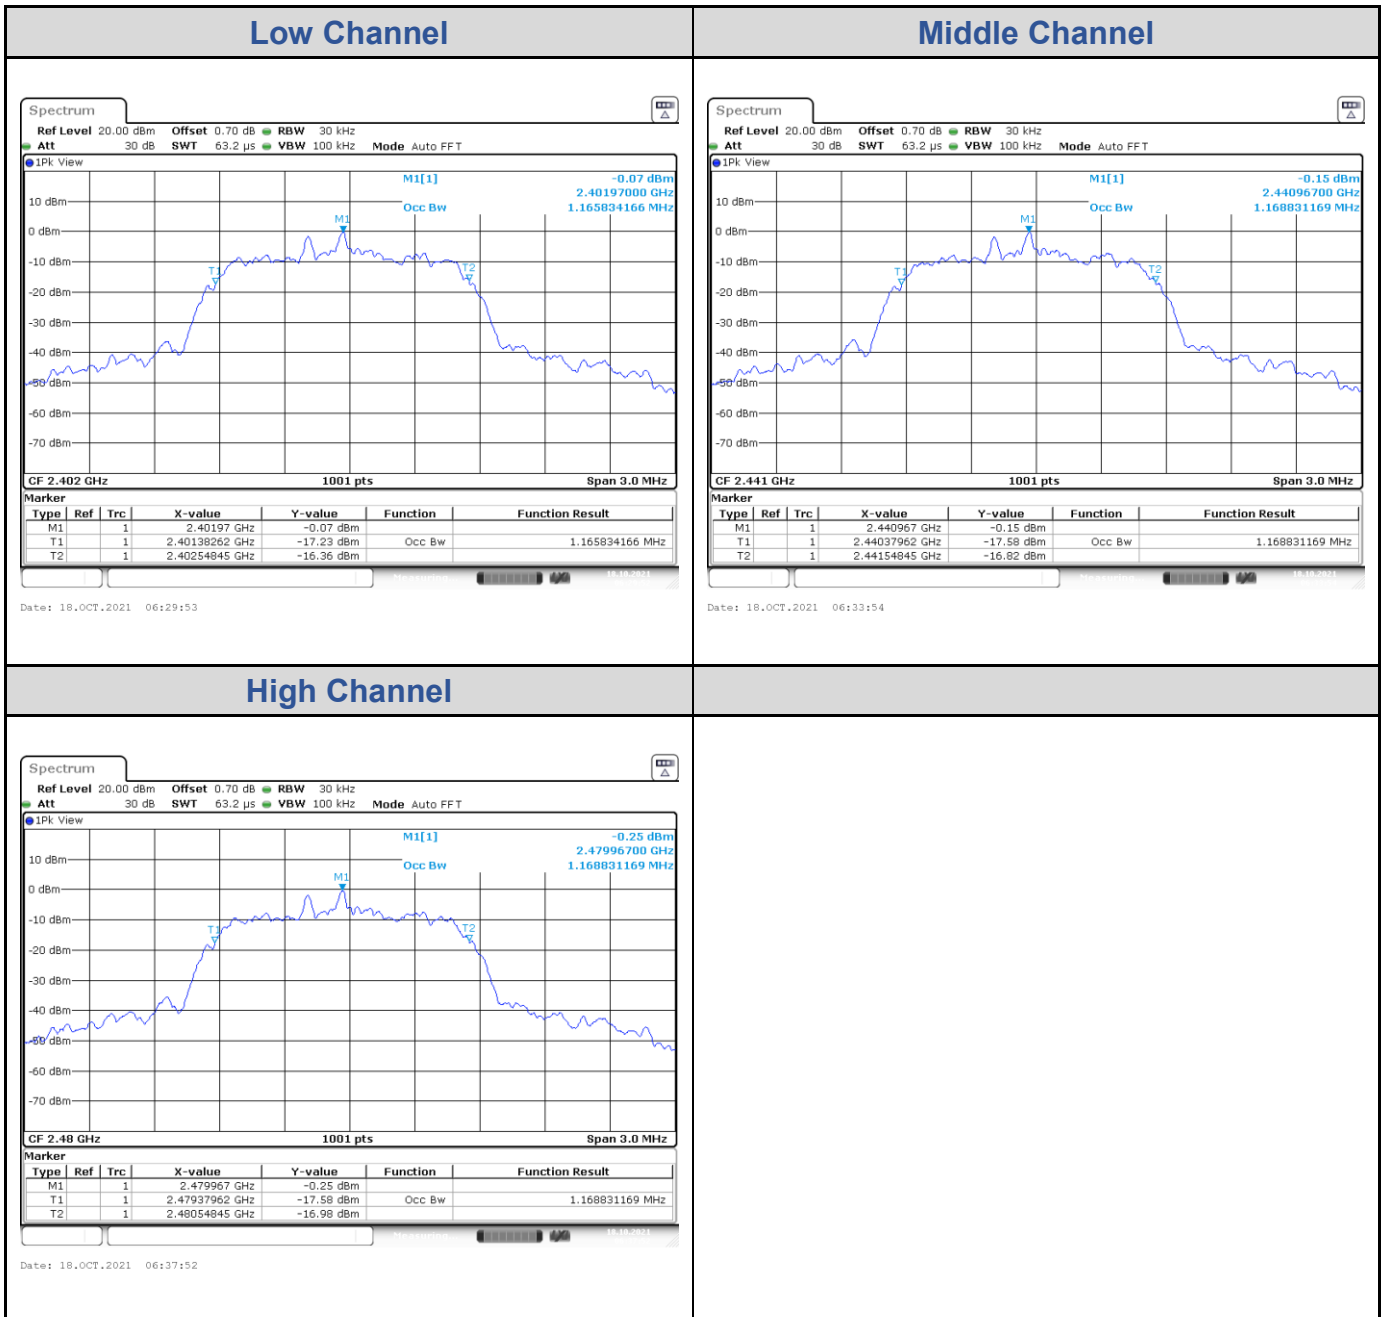 Low Channel
Middle Channel
Spectrum
Ref Level 20.00 dBm Offset 0.70 dB RBW 30 kHz
Att 30 dB SWT 63.2 µs VBW 100 kHz Mode Auto FFT
1Pk View
M1[1] -0.07 dBm
2.40197000 GHz
Occ Bw 1.165834166 MHz
10 dBm
0 dBm
-10 dBm
-20 dBm
-30 dBm
-40 dBm
-50 dBm
-60 dBm
-70 dBm
M1
T1
T2
CF 2.402 GHz 1001 pts Span 3.0 MHz
Marker
Type Ref Trc X-value Y-value Function Function Result
M1 1 2.40197 GHz -0.07 dBm
T1 1 2.40138262 GHz -17.23 dBm Occ Bw 1.165834166 MHz
T2 1 2.40254845 GHz -16.36 dBm
Measuring 18.10.2021
Date: 18.OCT.2021 06:29:53
Spectrum
Ref Level 20.00 dBm Offset 0.70 dB RBW 30 kHz
Att 30 dB SWT 63.2 µs VBW 100 kHz Mode Auto FFT
1Pk View
M1[1] -0.15 dBm
2.44096700 GHz
Occ Bw 1.168831169 MHz
10 dBm
0 dBm
-10 dBm
-20 dBm
-30 dBm
-40 dBm
-50 dBm
-60 dBm
-70 dBm
M1
T1
T2
CF 2.441 GHz 1001 pts Span 3.0 MHz
Marker
Type Ref Trc X-value Y-value Function Function Result
M1 1 2.440967 GHz -0.15 dBm
T1 1 2.44037962 GHz -17.58 dBm Occ Bw 1.168831169 MHz
T2 1 2.44154845 GHz -16.82 dBm
Measuring 18.10.2021
Date: 18.OCT.2021 06:33:54
High Channel
Spectrum
Ref Level 20.00 dBm Offset 0.70 dB RBW 30 kHz
Att 30 dB SWT 63.2 µs VBW 100 kHz Mode Auto FFT
1Pk View
M1[1] -0.25 dBm
2.47996700 GHz
Occ Bw 1.168831169 MHz
10 dBm
0 dBm
-10 dBm
-20 dBm
-30 dBm
-40 dBm
-50 dBm
-60 dBm
-70 dBm
M1
T1
T2
CF 2.48 GHz 1001 pts Span 3.0 MHz
Marker
Type Ref Trc X-value Y-value Function Function Result
M1 1 2.479967 GHz -0.25 dBm
T1 1 2.47937962 GHz -17.58 dBm Occ Bw 1.168831169 MHz
T2 1 2.48054845 GHz -16.98 dBm
Measuring 18.10.2021
Date: 18.OCT.2021 06:37:52